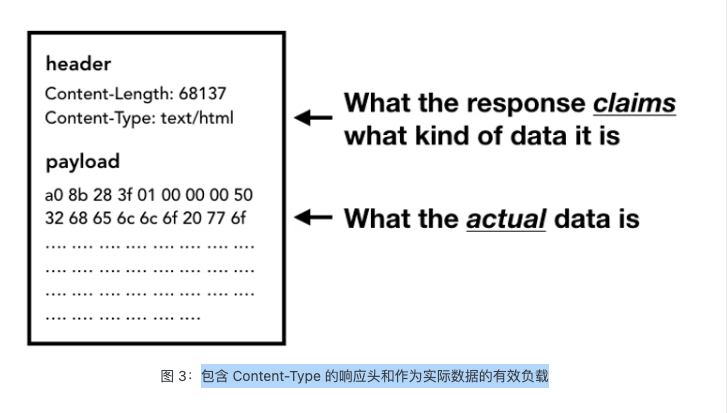 header
Content-Length: 68137
Content-Type: text/html
What the response claims
what kind of data it is
payload
a0 8b 28 3f 01 00 00 00 50
32 68 65 6c 6c 6f 20 77 6f
What the actual data is
.... .... .... .... .... .... .... ....
.... .... .... .... .... .... .... ....
.... .... .... .... .... .... .... ....
.... .... .... .... .... ....
图 3：包含 Content-Type 的响应头和作为实际数据的有效负载